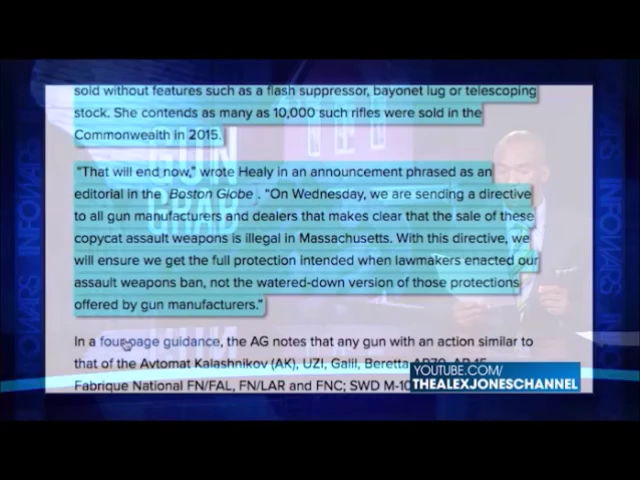 sold without features such as a flash suppressor, bayonet lug or telescoping
stock. She contends as many as 10,000 such rifles were sold in the
Commonwealth in 2015.
"That will end now," wrote Healy in an announcement phrased as an
editorial in the Boston Globe. "On Wednesday, we are sending a directive
to all gun manufacturers and dealers that makes clear that the sale of these
copycat assault weapons is illegal in Massachusetts. With this directive, we
will ensure we get the full protection intended when lawmakers enacted our
assault weapons ban, not the watered-down version of those protections
offered by gun manufacturers."
In a four-page guidance, the AG notes that any gun with an action similar to
that of the Avtomat Kalashnikov (AK), UZI, Galil, Beretta
Fabrique National FN/FAL, FN/LAR and FNC; SWD M-10
YOUTUBE.COM/
THEALEXJONESCHANNEL
GUN
GRAB
INFOWARS
INFOWARS